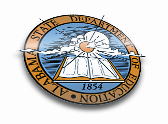 ALABAMA STATE DEPARTMENT OF EDUCATION
1854